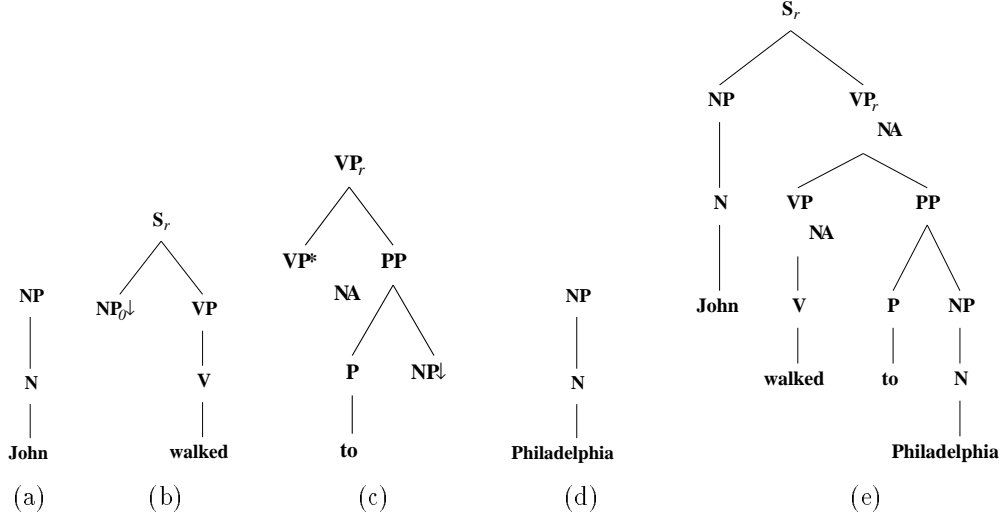 NP
N
John
(a)
S_r
NP_0↓ VP
V
walked
(b)
VP_r
VP* PP
NA
P NP↓
to
(c)
NP
N
Philadelphia
(d)
S_r
NP VP_r
NA
N VP PP
NA
John V P NP
walked to N
Philadelphia
(e)